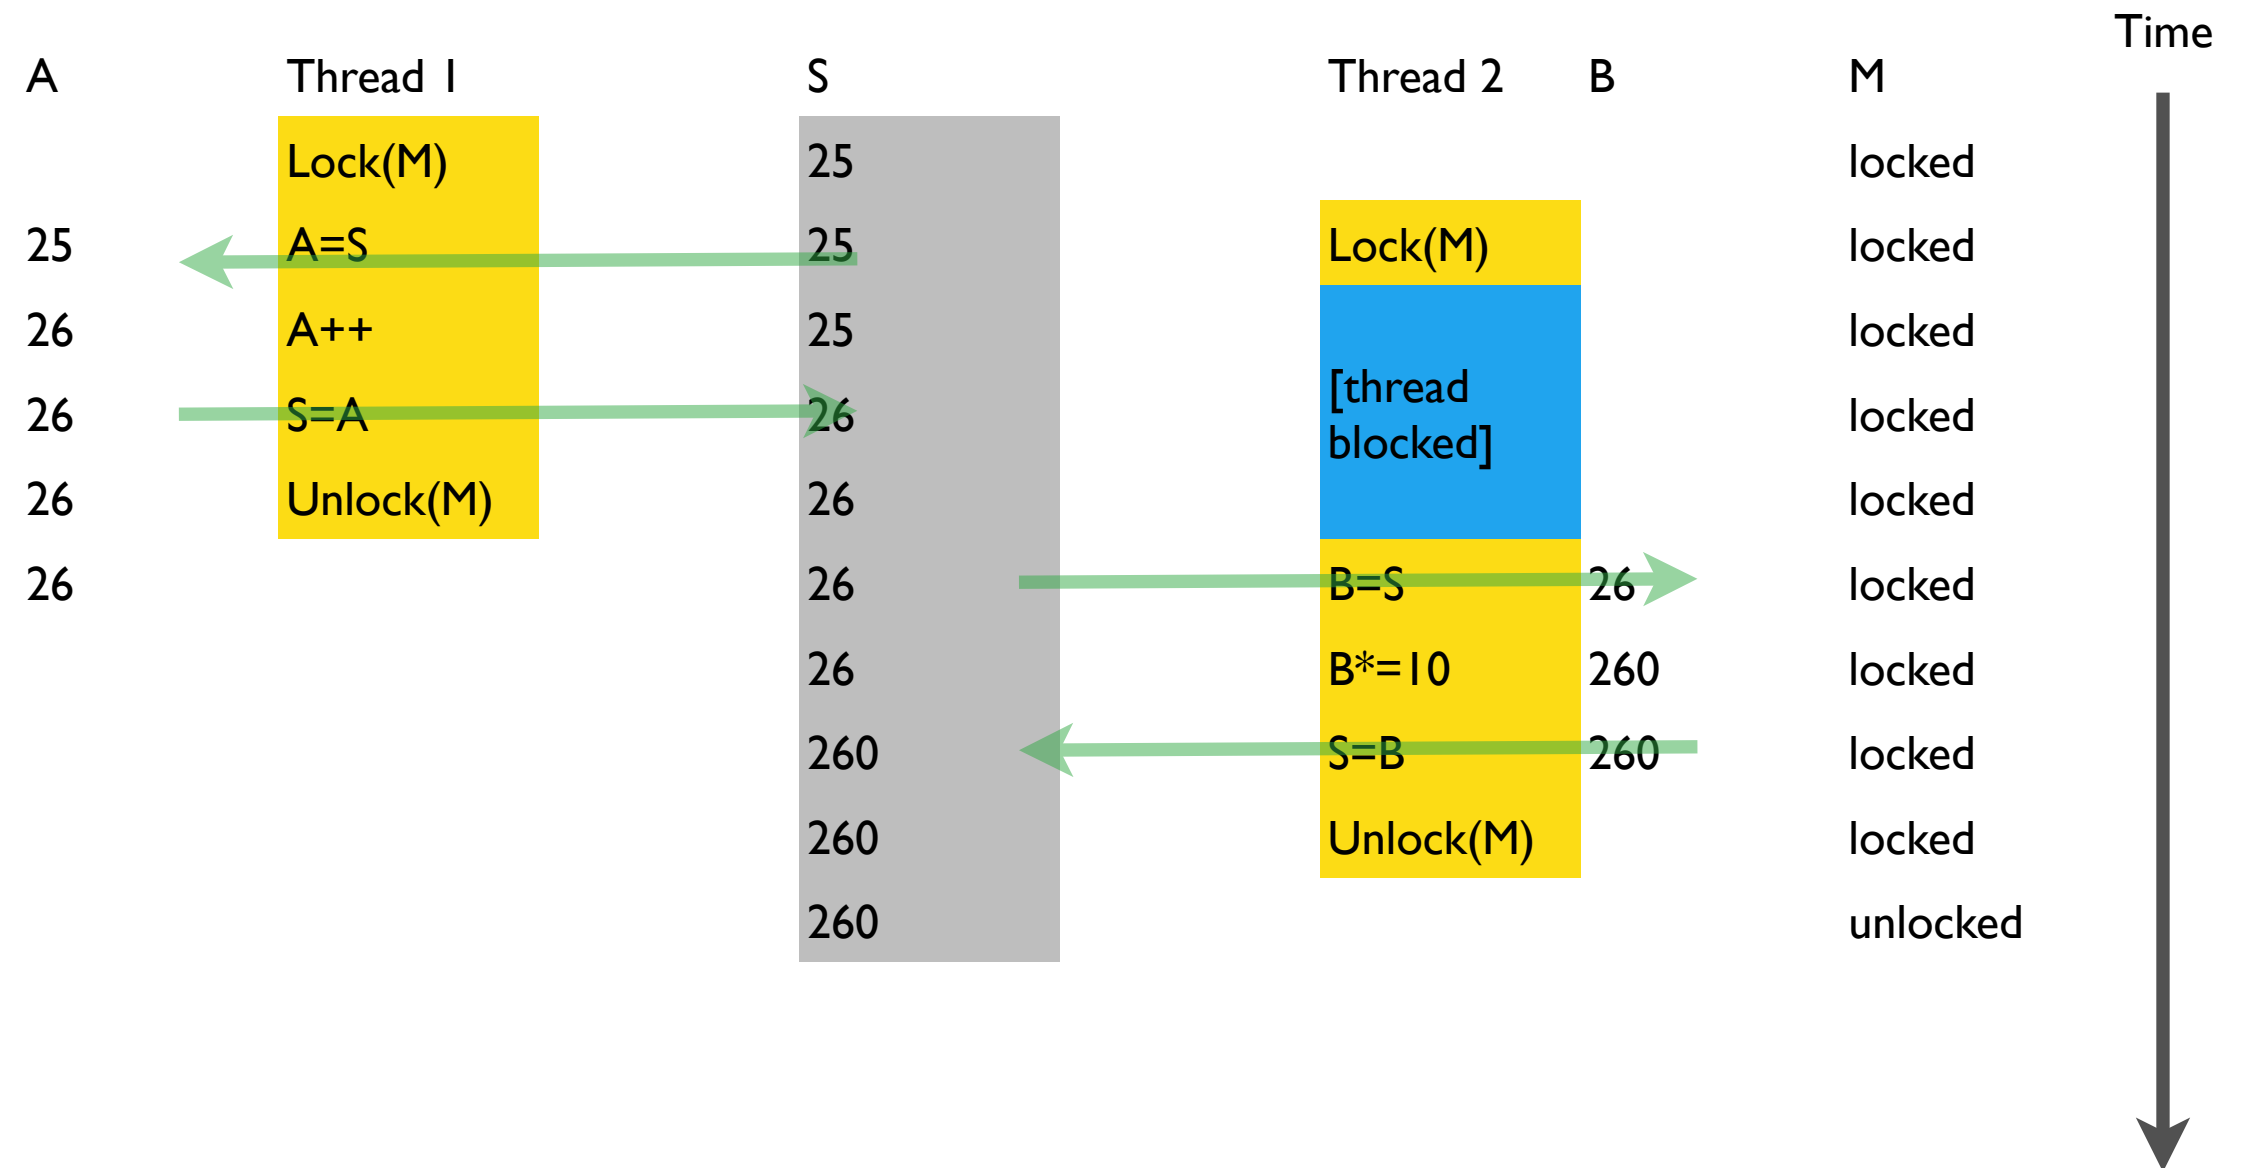 Time
A Thread 1 S Thread 2 B M
Lock(M) 25 locked
25 A=S 25 Lock(M) locked
26 A++ 25 locked
[thread
26 S=A 26 locked
blocked]
26 Unlock(M) 26 locked
26 26 B=S 26 locked
26 B*=10 260 locked
260 S=B 260 locked
260 Unlock(M) locked
260 unlocked